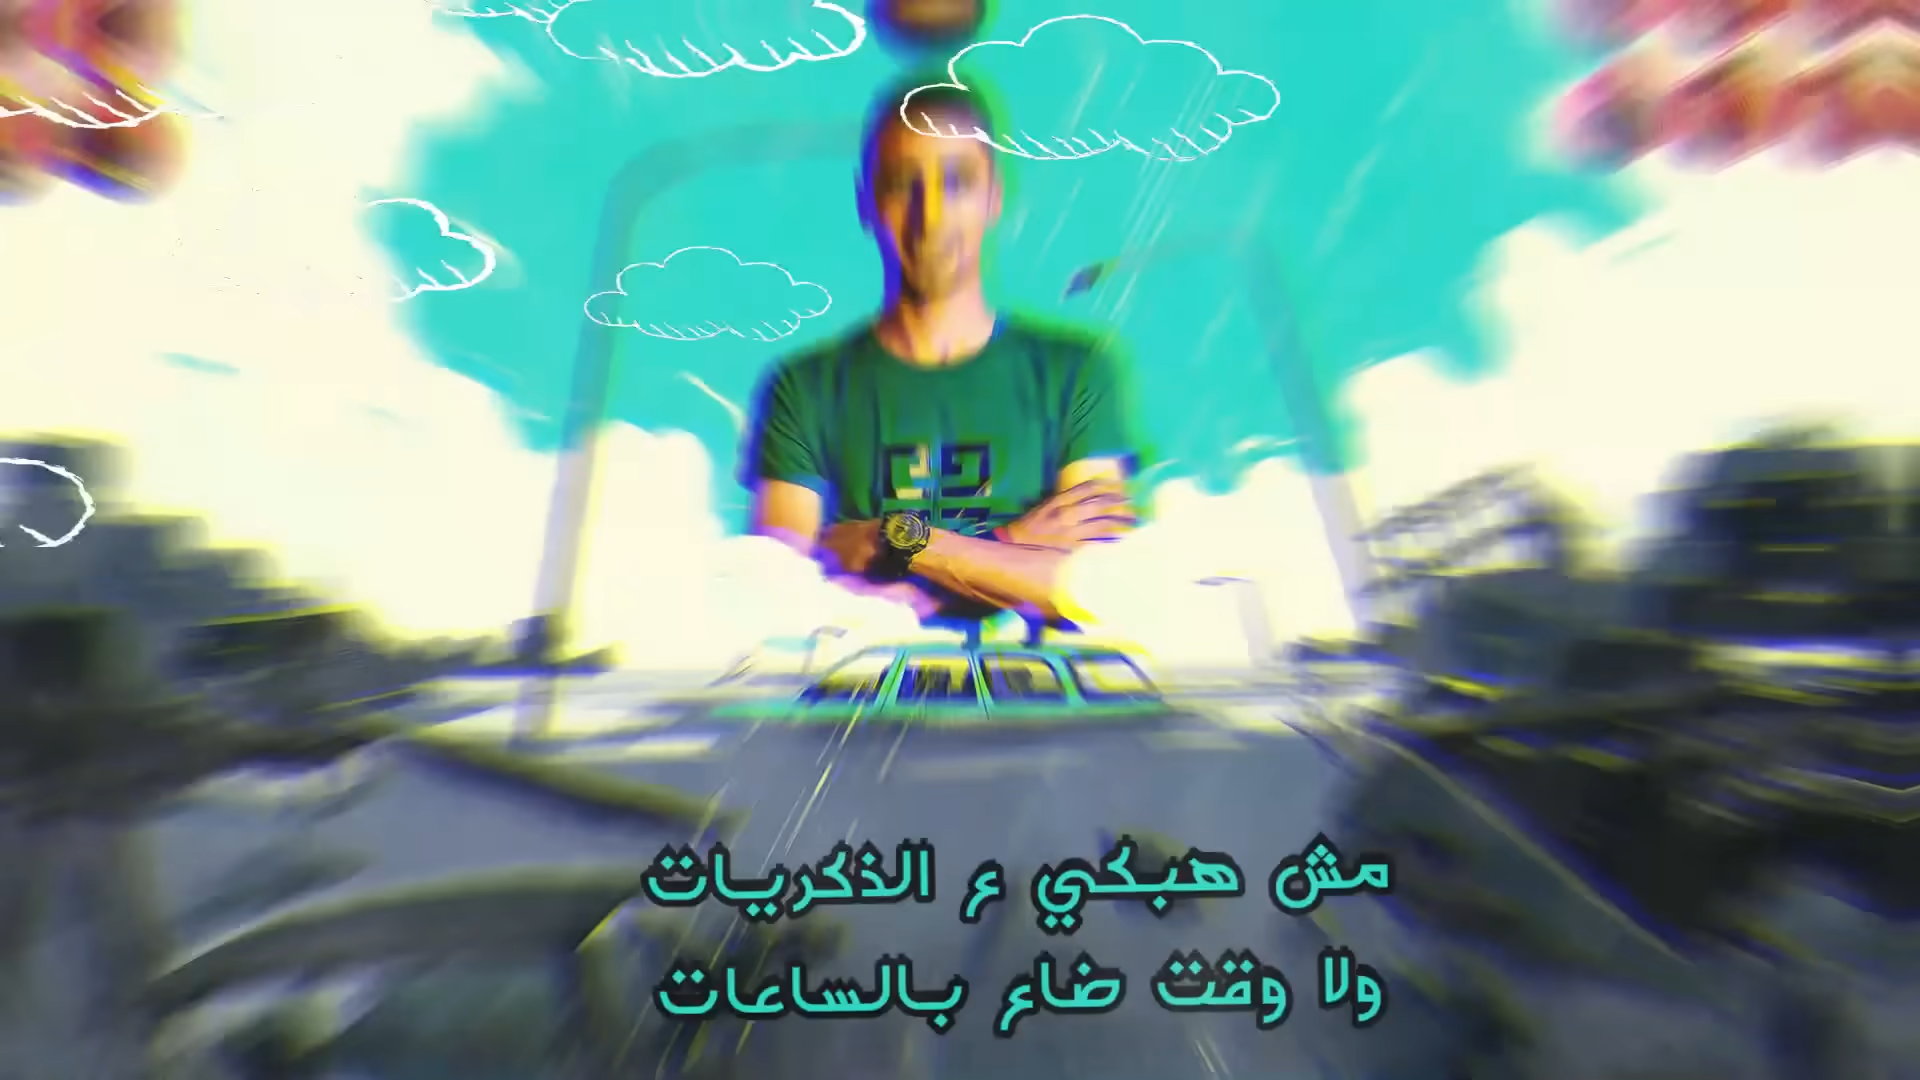 مش هبكي ع الذكريات
ولا وقت ضاع بالساعات